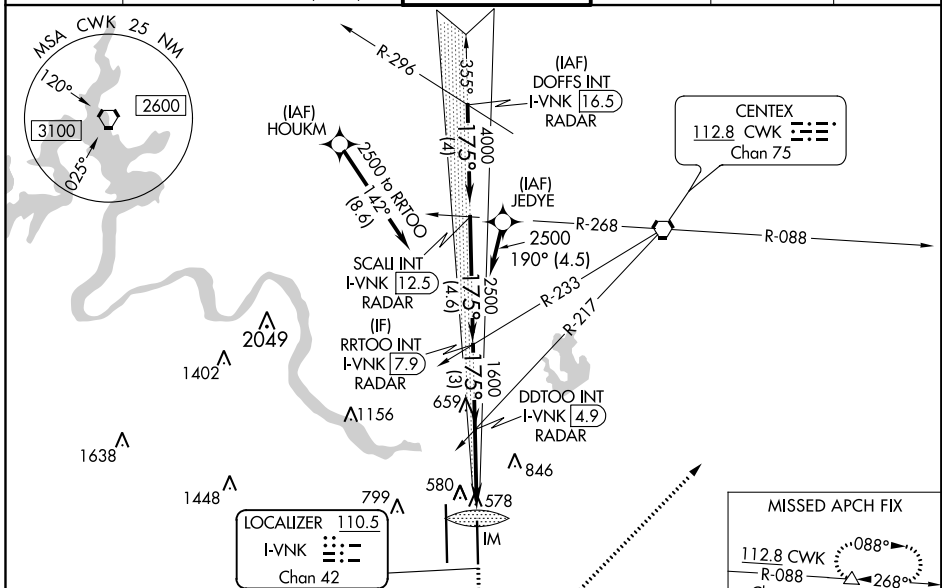 MSA CWK 25 NM
120°
2600
3100
025°
R-296
(IAF)
DOFFS INT
I-VNK 16.5
RADAR
355°
(IAF)
HOUKM
2500 to RRTOO
142°
(8.6)
4000
175°
(4)
CENTEX
112.8 CWK
Chan 75
(IAF)
JEDYE
R-268
R-088
2500
190° (4.5)
SCALI INT
I-VNK 12.5
RADAR
2500
175°
(4.6)
R-233
R-217
(IF)
RRTOO INT
I-VNK 7.9
RADAR
1600
175°
(3)
2049
1402
1156
659
DDTOO INT
I-VNK 4.9
RADAR
1638
846
1448
799
580
578
LOCALIZER 110.5
I-VNK
Chan 42
IM
MISSED APCH FIX
112.8 CWK
088°
R-088
268°